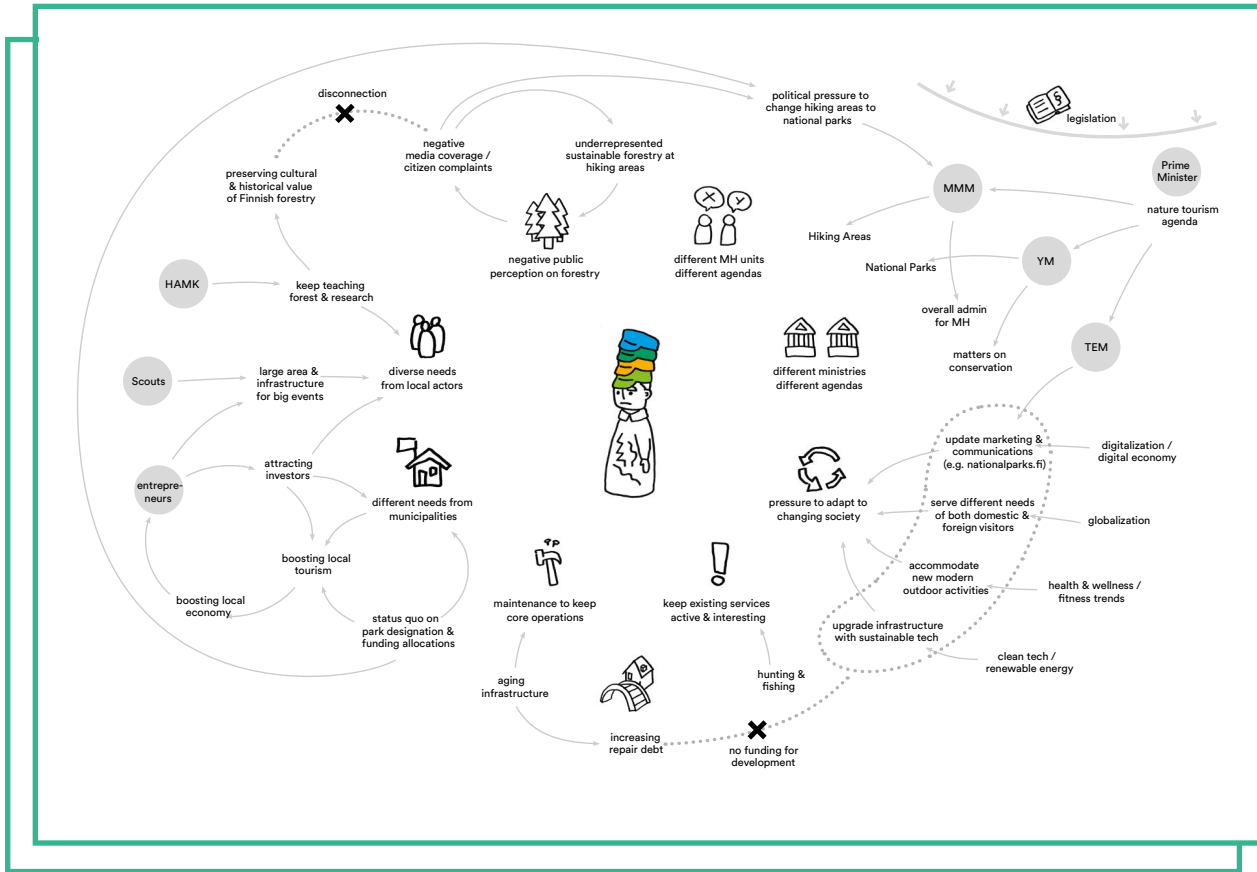 disconnection
political pressure to
change hiking areas to
national parks
§
legislation
negative
media coverage /
citizen complaints
underrepresented
sustainable forestry at
hiking areas
preserving cultural
& historical value
of Finnish forestry
Prime
Minister
MMM
X
Y
nature tourism
agenda
Hiking Areas
negative public
perception on forestry
different MH units
different agendas
National Parks
YM
HAMK
keep teaching
forest & research
overall admin
for MH
TEM
matters on
conservation
Scouts
large area &
infrastructure
for big events
diverse needs
from local actors
different ministries
different agendas
update marketing &
communications
(e.g. nationalparks.fi)
digitalization /
digital economy
attracting
investors
entrepre-
neurs
different needs from
municipalities
pressure to adapt to
changing society
serve different needs
of both domestic &
foreign visitors
globalization
boosting local
tourism
accommodate
new modern
outdoor activities
health & wellness /
fitness trends
boosting local
economy
maintenance to keep
core operations
keep existing services
active & interesting
status quo on
park designation &
funding allocations
upgrade infrastructure
with sustainable tech
clean tech /
renewable energy
aging
infrastructure
hunting &
fishing
increasing
repair debt
no funding for
development